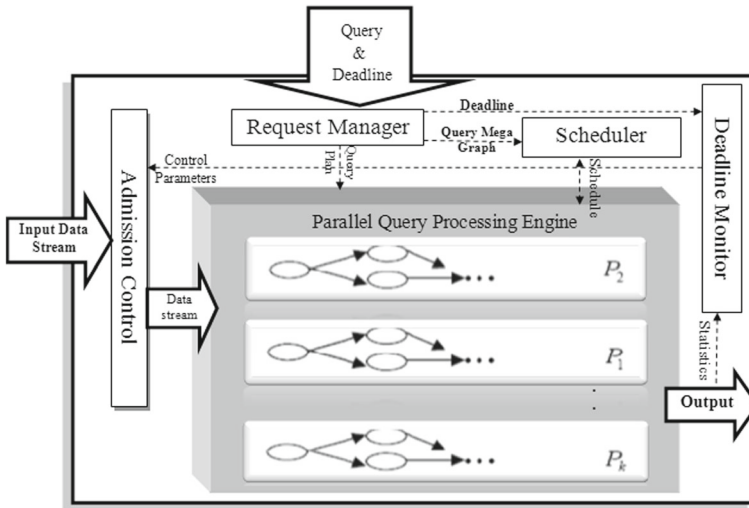 Query
&
Deadline
Deadline
Request Manager
Query Mega
Graph
Scheduler
Control
Parameters
Query
Plan
Schedule
Deadline Monitor
Admission Control
Input Data
Stream
Parallel Query Processing Engine
P2
Data
stream
P1
Statistics
Output
Pk